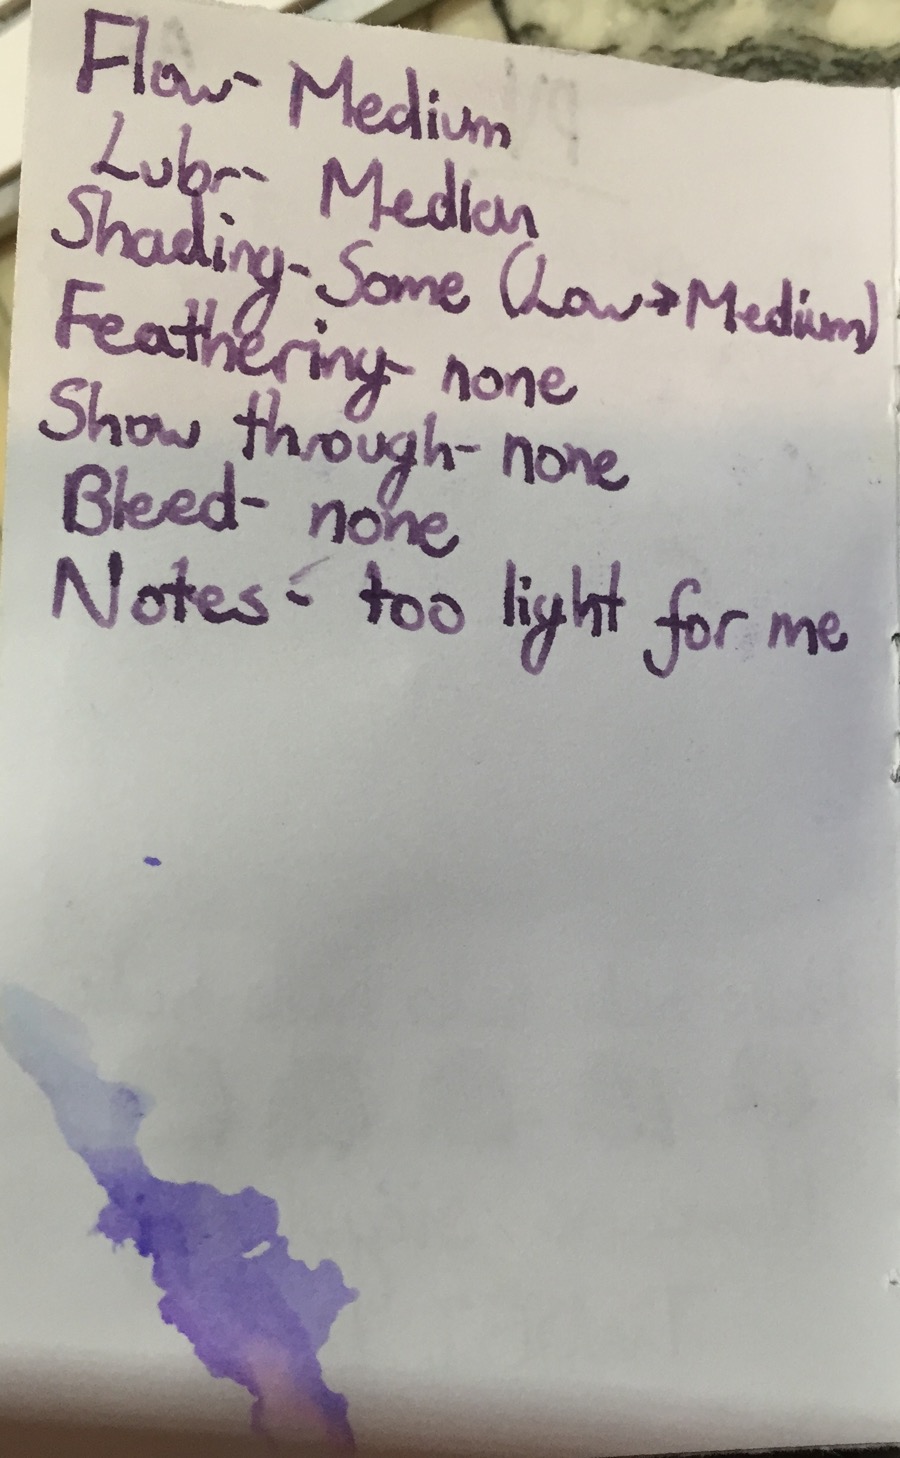 Flow- Medium
Lubr- Median
Shading- Some (Low→Medium)
Feathering- none
Show through- none
Bleed- none
Notes- too light for me